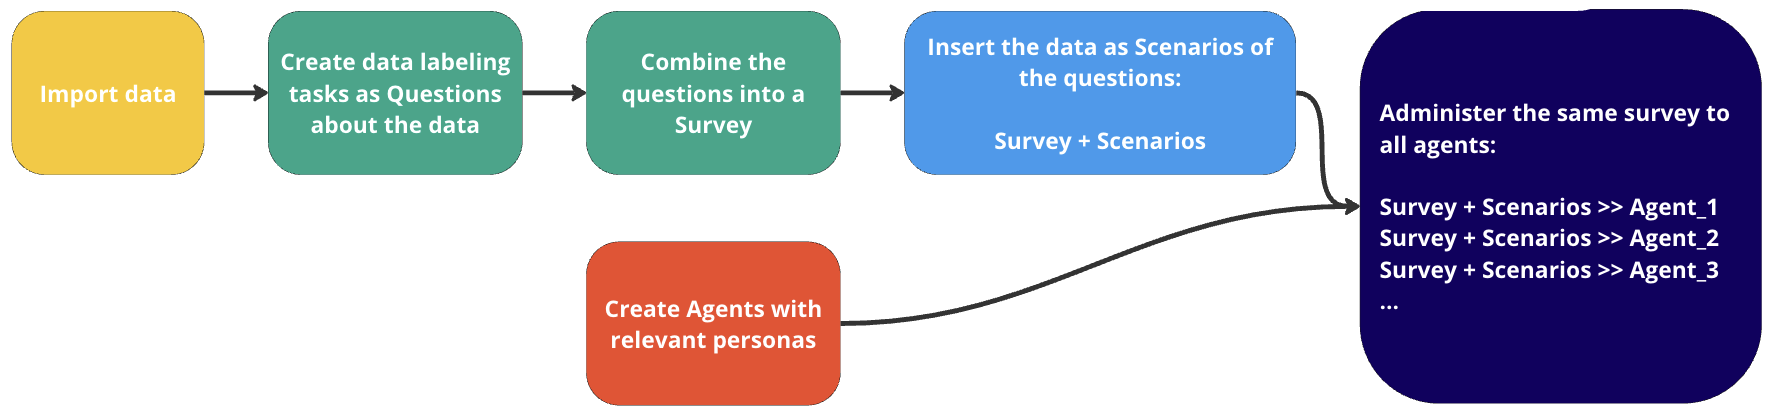 Import data
Create data labeling
tasks as Questions
about the data
Combine the
questions into a
Survey
Insert the data as Scenarios of
the questions:
Survey + Scenarios
Create Agents with
relevant personas
Administer the same survey to
all agents:
Survey + Scenarios >> Agent_1
Survey + Scenarios >> Agent_2
Survey + Scenarios >> Agent_3
...